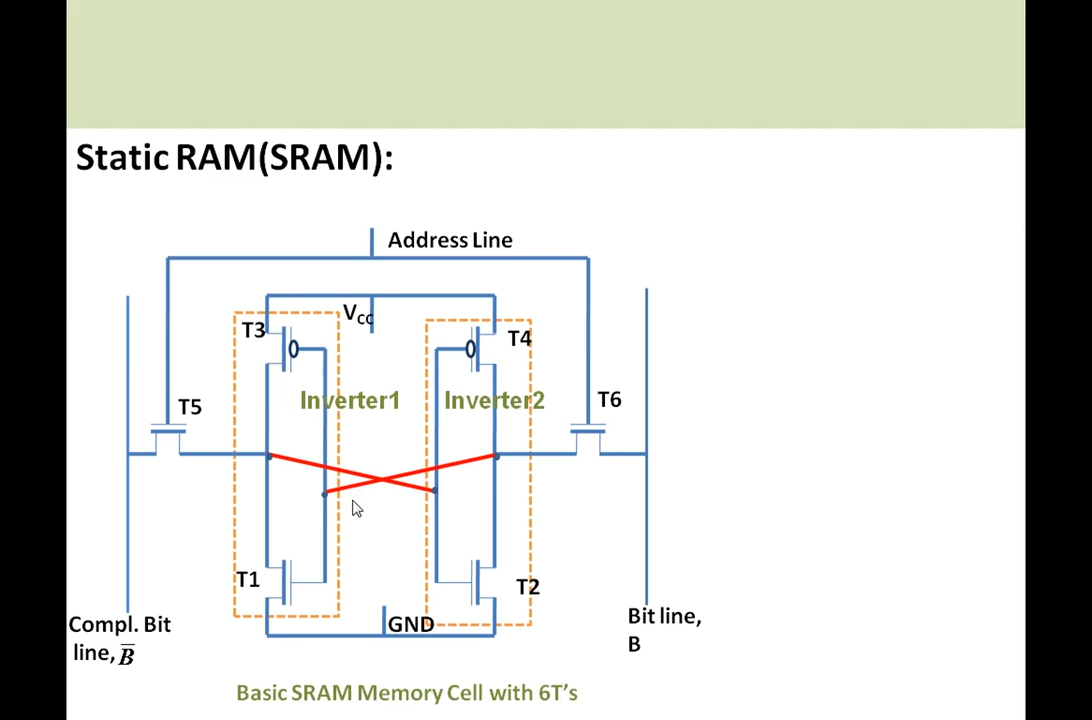 Static RAM(SRAM):
Address Line
V_CC
T3
T4
Inverter1
Inverter2
T5
T6
T1
T2
GND
Compl. Bit
line, B̅
Bit line,
B
Basic SRAM Memory Cell with 6T’s